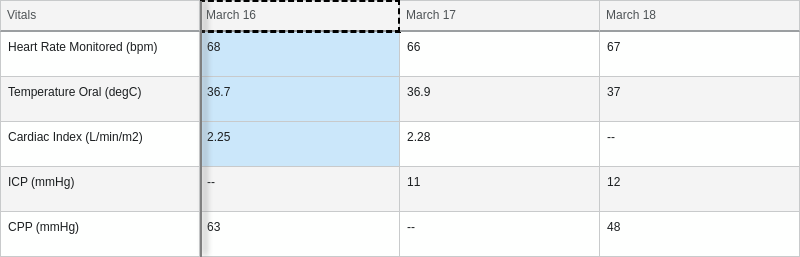 Vitals March 16 March 17 March 18
Heart Rate Monitored (bpm) 68 66 67
Temperature Oral (degC) 36.7 36.9 37
Cardiac Index (L/min/m2) 2.25 2.28 --
ICP (mmHg) -- 11 12
CPP (mmHg) 63 -- 48